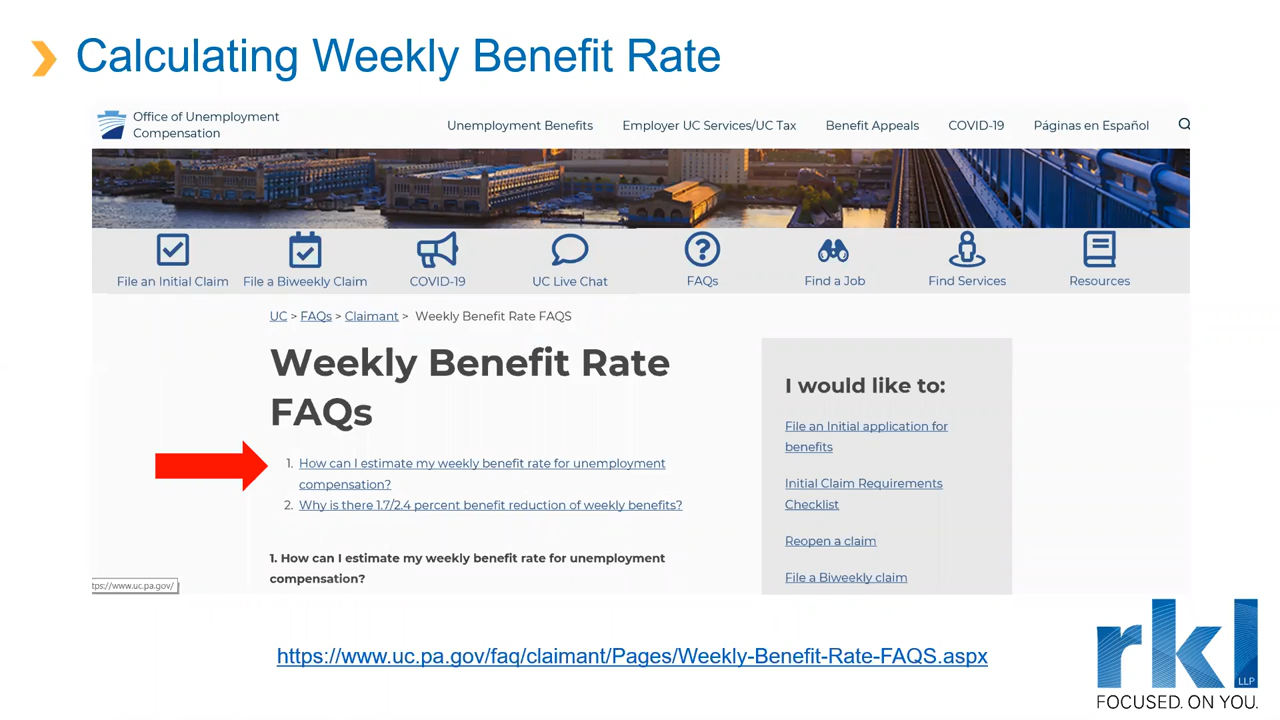 Calculating Weekly Benefit Rate
Office of Unemployment
Compensation
Unemployment Benefits Employer UC Services/UC Tax Benefit Appeals COVID-19 Páginas en Español
File an Initial Claim File a Biweekly Claim COVID-19 UC Live Chat FAQs Find a Job Find Services Resources
UC > FAQs > Claimant > Weekly Benefit Rate FAQS
Weekly Benefit Rate
FAQs
1. How can I estimate my weekly benefit rate for unemployment
compensation?
2. Why is there 1.7/2.4 percent benefit reduction of weekly benefits?
1. How can I estimate my weekly benefit rate for unemployment
compensation?
I would like to:
File an Initial application for
benefits
Initial Claim Requirements
Checklist
Reopen a claim
File a Biweekly claim
tps://www.uc.pa.gov/
https://www.uc.pa.gov/faq/claimant/Pages/Weekly-Benefit-Rate-FAQS.aspx
rkl
LLP
FOCUSED. ON YOU.